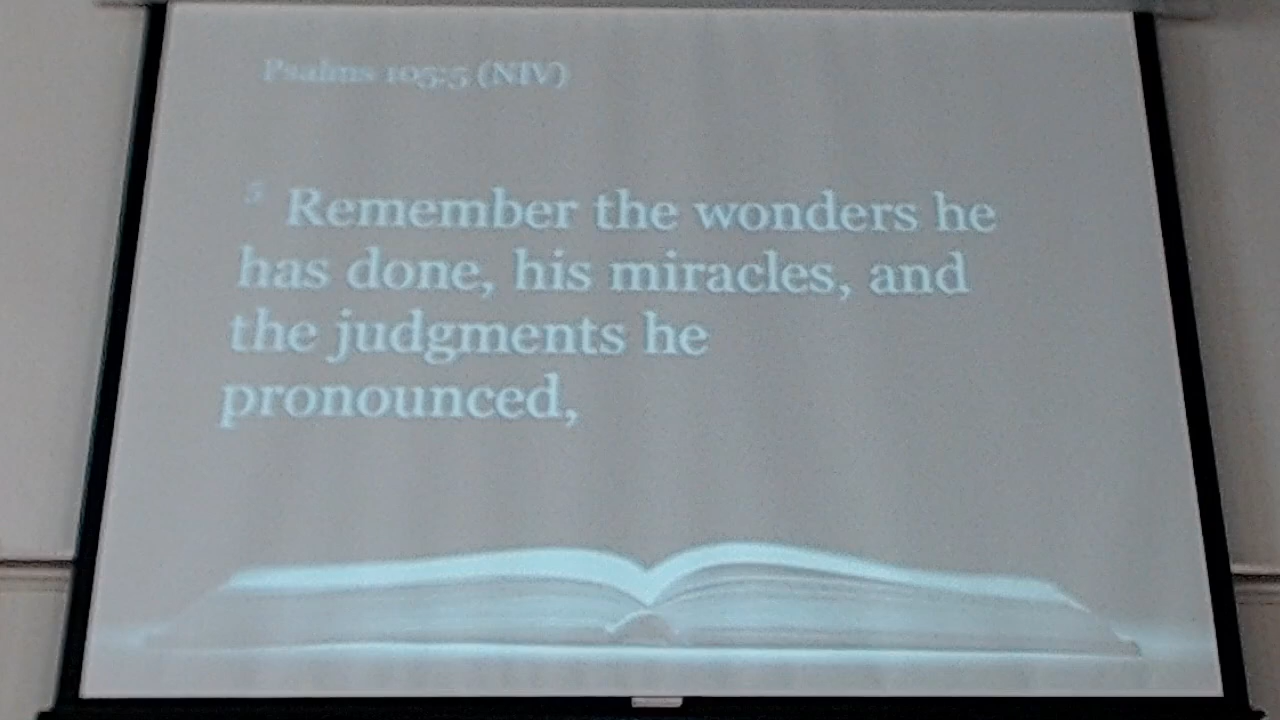 Psalms 105:5 (NIV)
5 Remember the wonders he
has done, his miracles, and
the judgments he
pronounced,